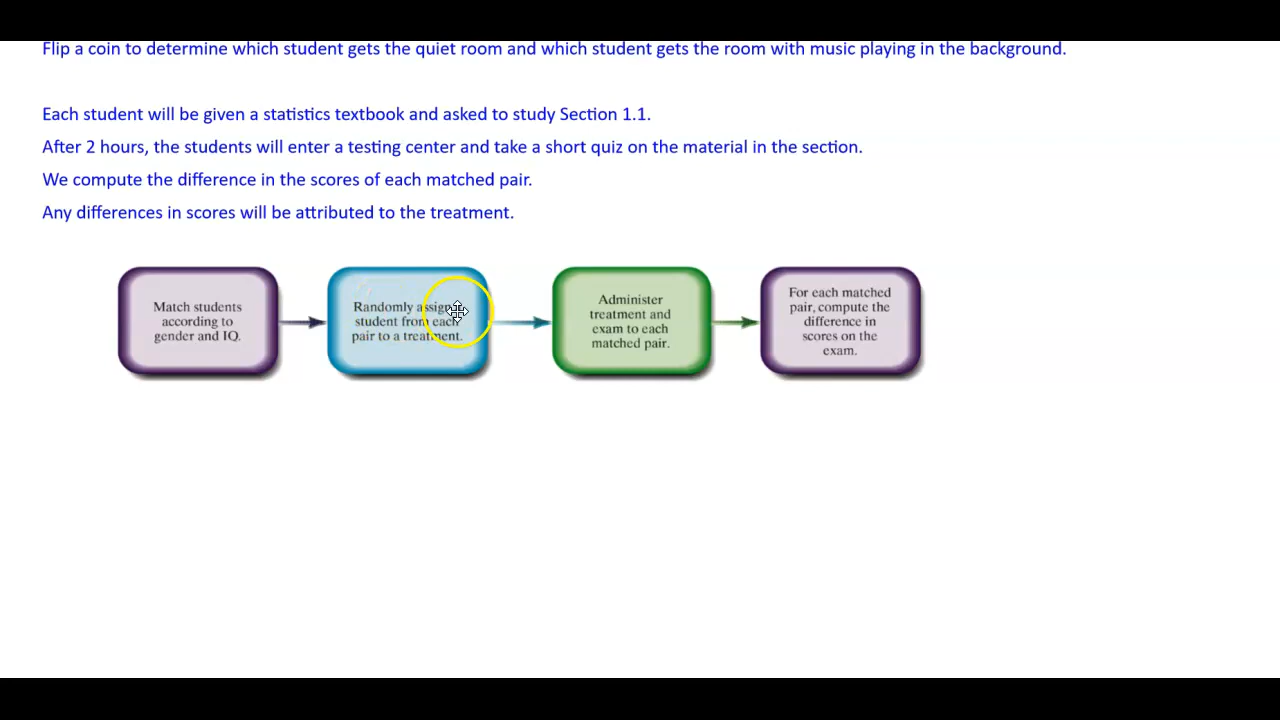 Flip a coin to determine which student gets the quiet room and which student gets the room with music playing in the background.
Each student will be given a statistics textbook and asked to study Section 1.1.
After 2 hours, the students will enter a testing center and take a short quiz on the material in the section.
We compute the difference in the scores of each matched pair.
Any differences in scores will be attributed to the treatment.
Match students
according to
gender and IQ.
Randomly assign
student from each
pair to a treatment.
Administer
treatment and
exam to each
matched pair.
For each matched
pair, compute the
difference in
scores on the
exam.